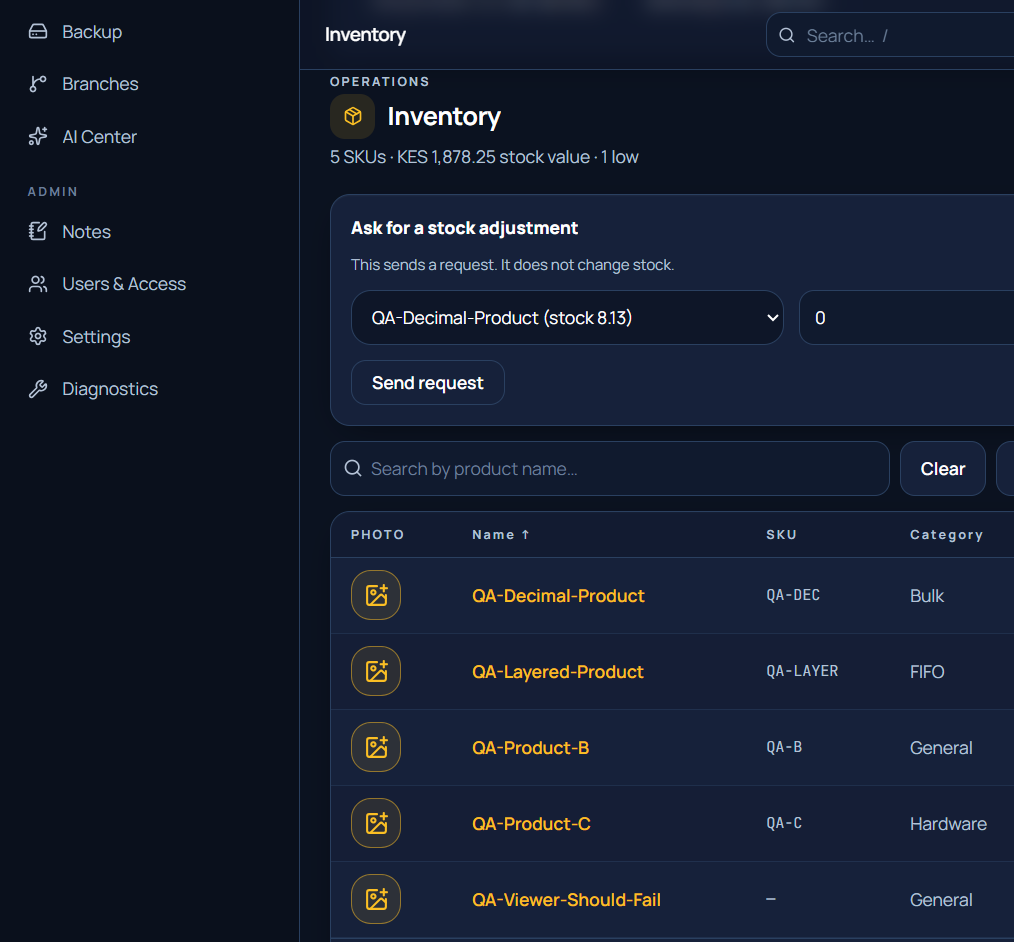 Backup
Branches
AI Center
ADMIN
Notes
Users & Access
Settings
Diagnostics
Inventory
Search… /
OPERATIONS
Inventory
5 SKUs · KES 1,878.25 stock value · 1 low
Ask for a stock adjustment
This sends a request. It does not change stock.
QA-Decimal-Product (stock 8.13) 0
Send request
Search by product name… Clear
PHOTO Name ↑ SKU Category
QA-Decimal-Product QA-DEC Bulk
QA-Layered-Product QA-LAYER FIFO
QA-Product-B QA-B General
QA-Product-C QA-C Hardware
QA-Viewer-Should-Fail — General